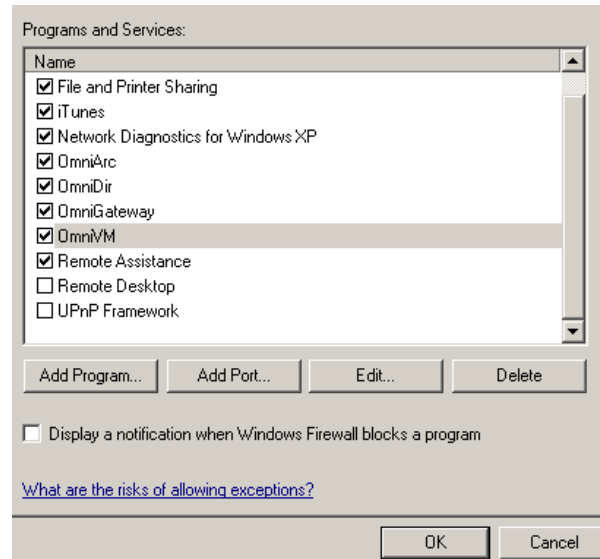 Programs and Services:
Name
File and Printer Sharing
iTunes
Network Diagnostics for Windows XP
OmniArc
OmniDir
OmniGateway
OmniVM
Remote Assistance
Remote Desktop
UPnP Framework
Add Program... Add Port... Edit... Delete
Display a notification when Windows Firewall blocks a program
What are the risks of allowing exceptions?
OK Cancel